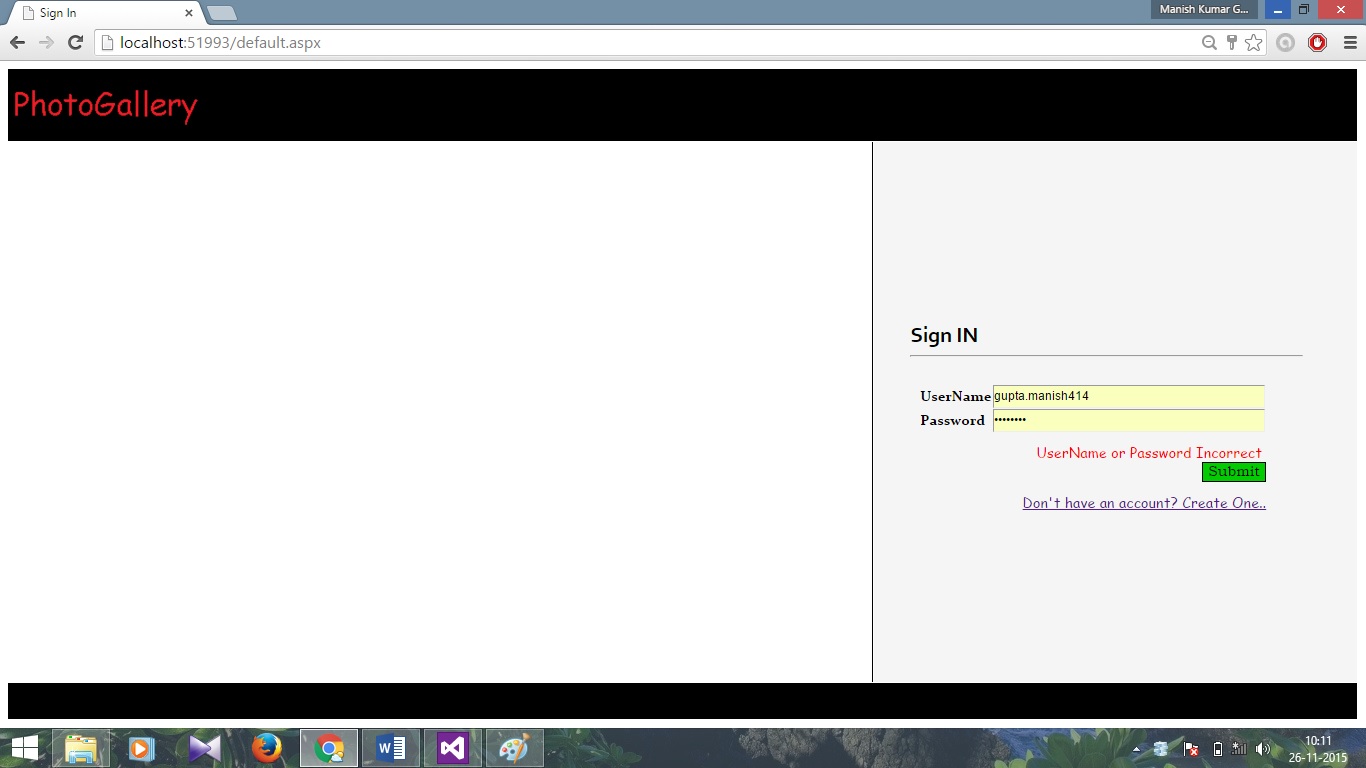 Sign In
Manish Kumar G...
localhost:51993/default.aspx
PhotoGallery
Sign IN
UserName gupta.manish414
Password ••••••••
UserName or Password Incorrect
Submit
Don't have an account? Create One..
10:11
26-11-2015